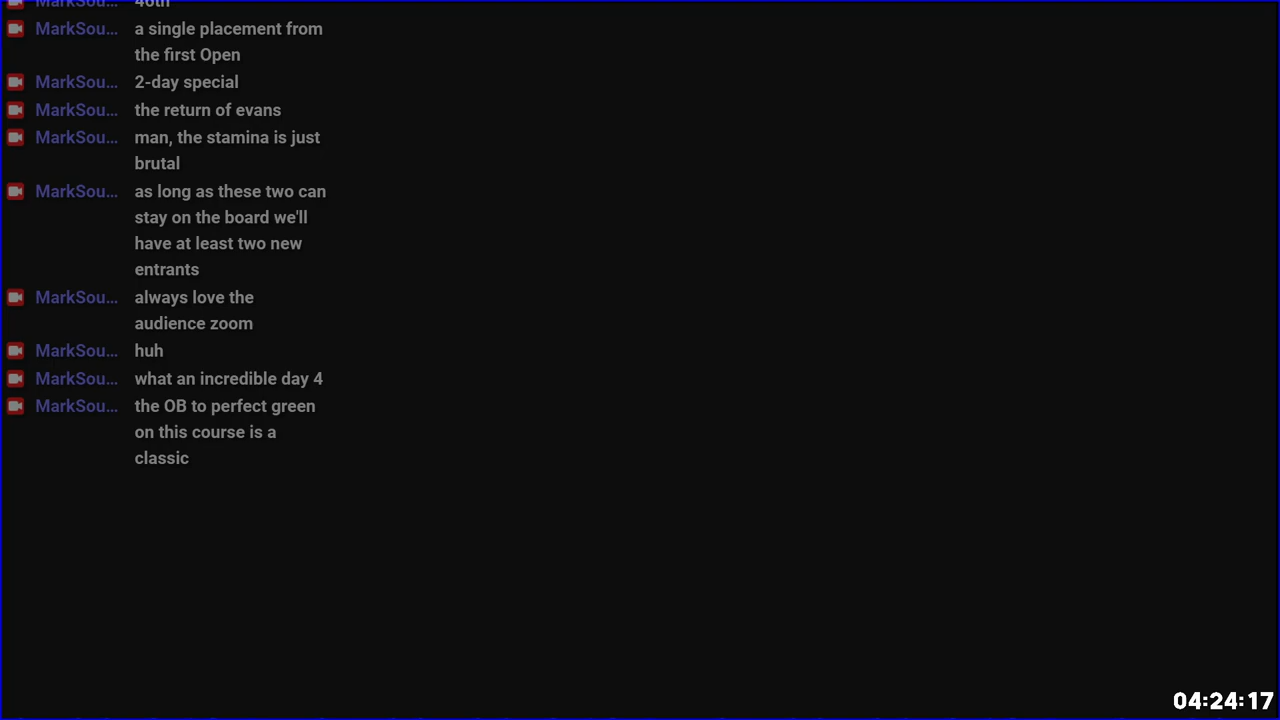 MarkSou… 46th
MarkSou… a single placement from
the first Open
MarkSou… 2-day special
MarkSou… the return of evans
MarkSou… man, the stamina is just
brutal
MarkSou… as long as these two can
stay on the board we'll
have at least two new
entrants
MarkSou… always love the
audience zoom
MarkSou… huh
MarkSou… what an incredible day 4
MarkSou… the OB to perfect green
on this course is a
classic
04:24:17